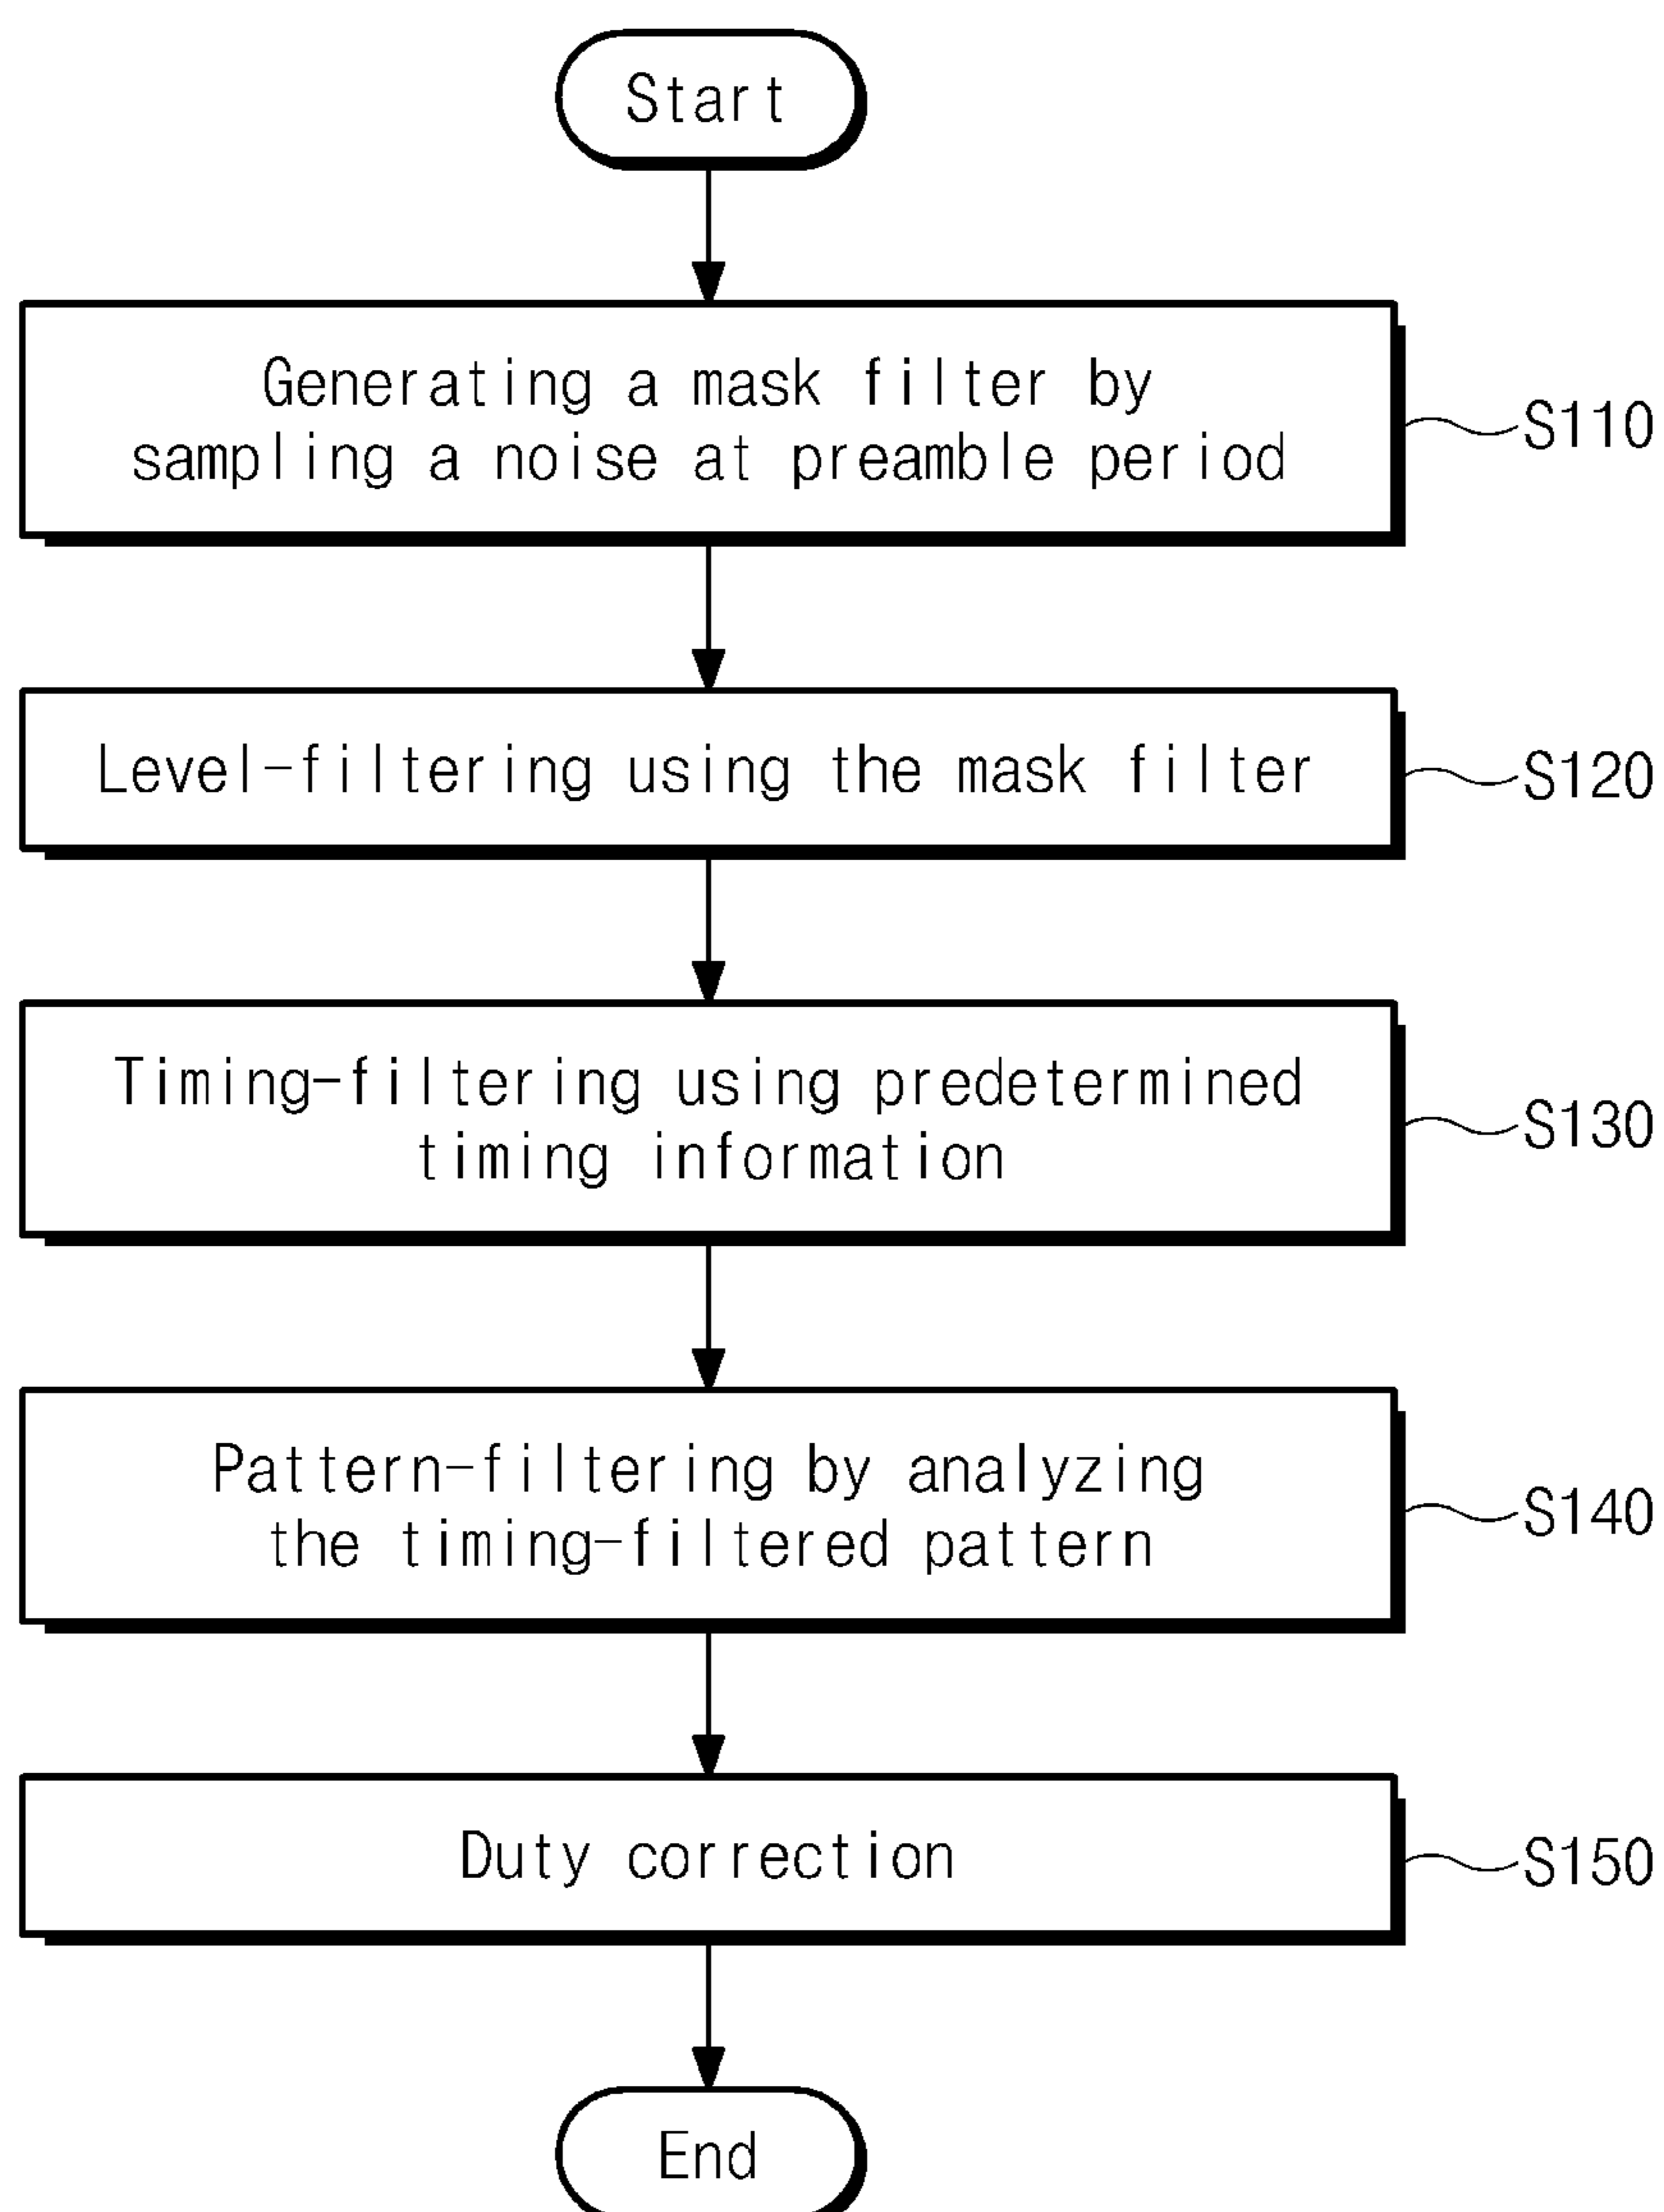 Start
Generating a mask filter by
sampling a noise at preamble period
S110
Level-filtering using the mask filter
S120
Timing-filtering using predetermined
timing information
S130
Pattern-filtering by analyzing
the timing-filtered pattern
S140
Duty correction
S150
End